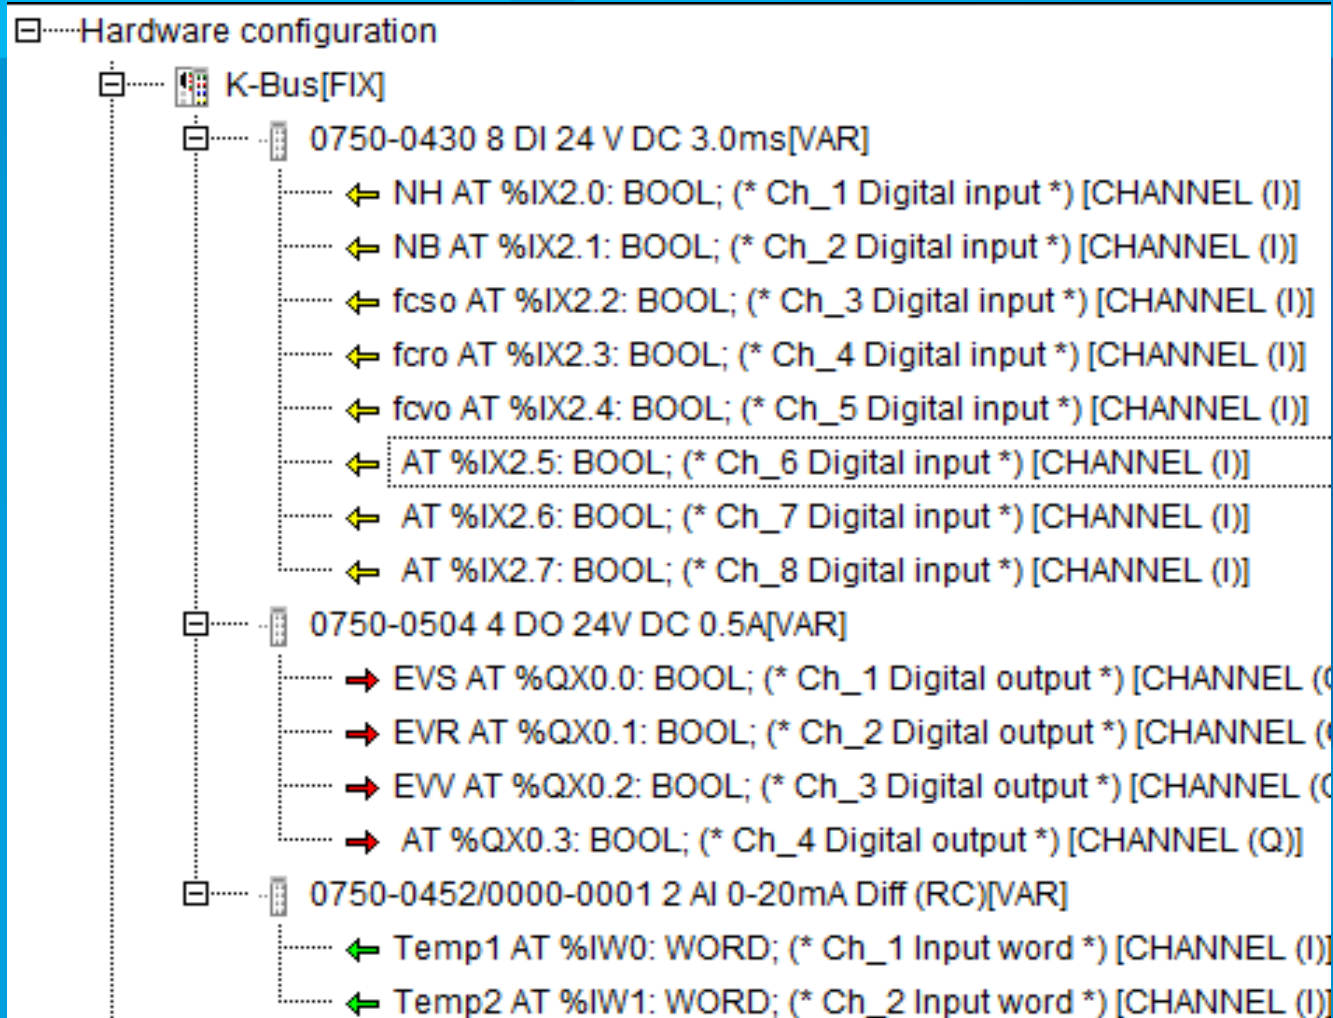 Hardware configuration
K-Bus[FIX]
0750-0430 8 DI 24 V DC 3.0ms[VAR]
NH AT %IX2.0: BOOL; (* Ch_1 Digital input *) [CHANNEL (I)]
NB AT %IX2.1: BOOL; (* Ch_2 Digital input *) [CHANNEL (I)]
fcso AT %IX2.2: BOOL; (* Ch_3 Digital input *) [CHANNEL (I)]
fcro AT %IX2.3: BOOL; (* Ch_4 Digital input *) [CHANNEL (I)]
fcvo AT %IX2.4: BOOL; (* Ch_5 Digital input *) [CHANNEL (I)]
AT %IX2.5: BOOL; (* Ch_6 Digital input *) [CHANNEL (I)]
AT %IX2.6: BOOL; (* Ch_7 Digital input *) [CHANNEL (I)]
AT %IX2.7: BOOL; (* Ch_8 Digital input *) [CHANNEL (I)]
0750-0504 4 DO 24V DC 0.5A[VAR]
EVS AT %QX0.0: BOOL; (* Ch_1 Digital output *) [CHANNEL (
EVR AT %QX0.1: BOOL; (* Ch_2 Digital output *) [CHANNEL (
EVV AT %QX0.2: BOOL; (* Ch_3 Digital output *) [CHANNEL (
AT %QX0.3: BOOL; (* Ch_4 Digital output *) [CHANNEL (Q)]
0750-0452/0000-0001 2 AI 0-20mA Diff (RC)[VAR]
Temp1 AT %IW0: WORD; (* Ch_1 Input word *) [CHANNEL (I)]
Temp2 AT %IW1: WORD; (* Ch_2 Input word *) [CHANNEL (I)]